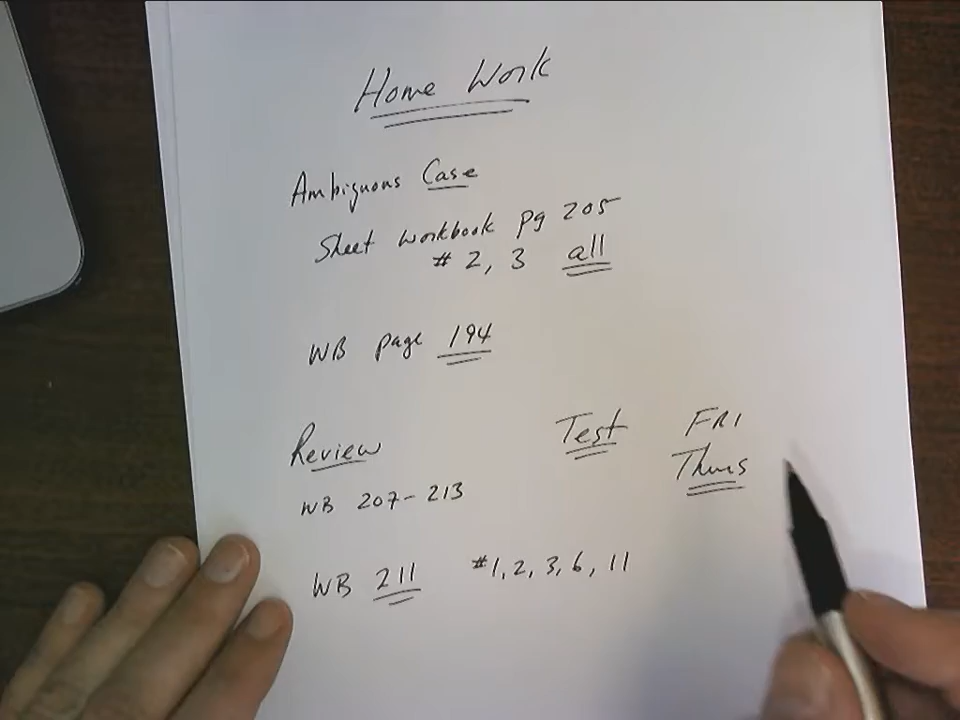 Home Work
Ambiguous Case
Sheet Workbook pg 205
# 2, 3 all
WB page 194
Review
WB 207-213
Test FRI
Thurs
WB 211 #1, 2, 3, 6, 11